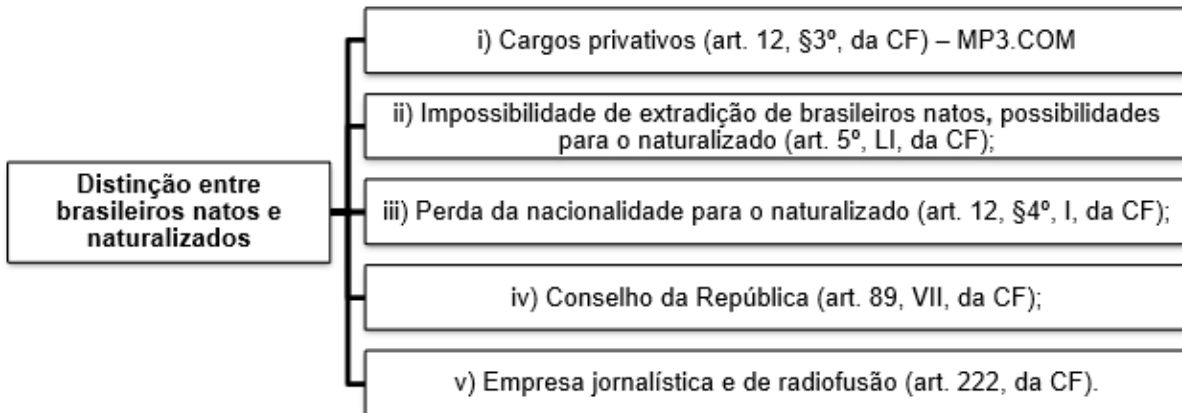 Distinção entre
brasileiros natos e
naturalizados
i) Cargos privativos (art. 12, §3º, da CF) – MP3.COM
ii) Impossibilidade de extradição de brasileiros natos, possibilidades
para o naturalizado (art. 5º, LI, da CF);
iii) Perda da nacionalidade para o naturalizado (art. 12, §4º, I, da CF);
iv) Conselho da República (art. 89, VII, da CF);
v) Empresa jornalística e de radiofusão (art. 222, da CF).